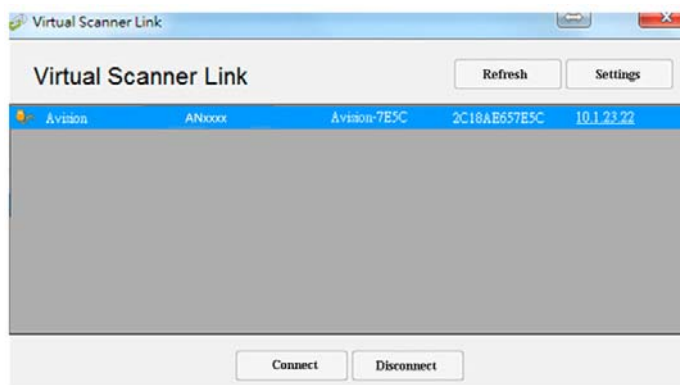 Virtual Scanner Link
Virtual Scanner Link Refresh Settings
Avision ANxxxx Avision-7E5C 2C18AE657E5C 10.1.23.22
Connect Disconnect